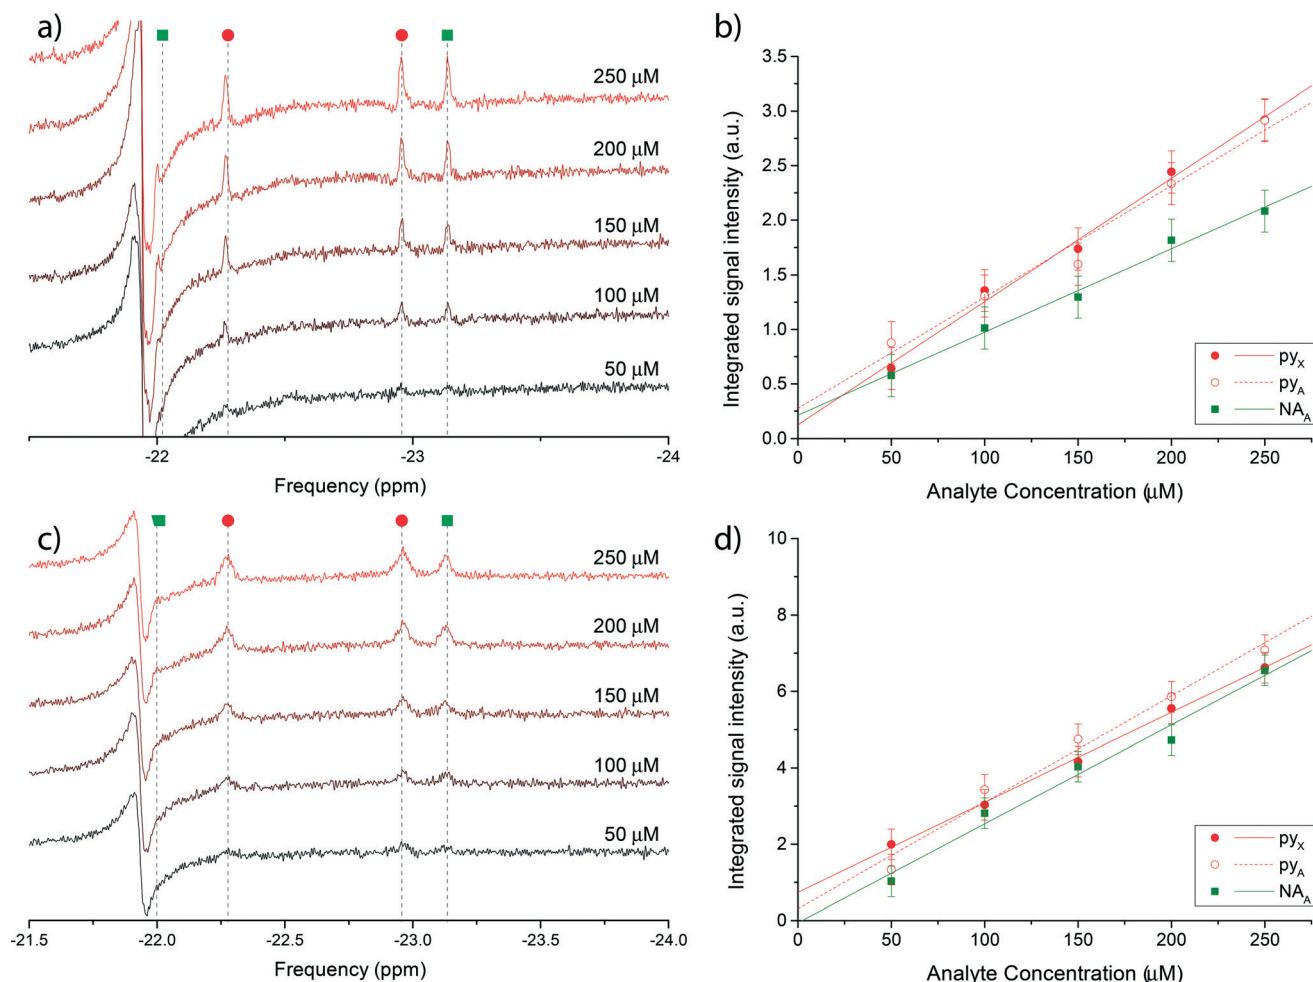 a)
250 μM
200 μM
150 μM
100 μM
50 μM
-22
-23
-24
Frequency (ppm)
b)
Integrated signal intensity (a.u.)
3.5
3.0
2.5
2.0
1.5
1.0
0.5
0.0
0
50
100
150
200
250
Analyte Concentration (μM)
pyX
pyA
NAA
c)
250 μM
200 μM
150 μM
100 μM
50 μM
-21.5
-22.0
-22.5
-23.0
-23.5
-24.0
Frequency (ppm)
d)
Integrated signal intensity (a.u.)
10
8
6
4
2
0
0
50
100
150
200
250
Analyte Concentration (μM)
pyX
pyA
NAA